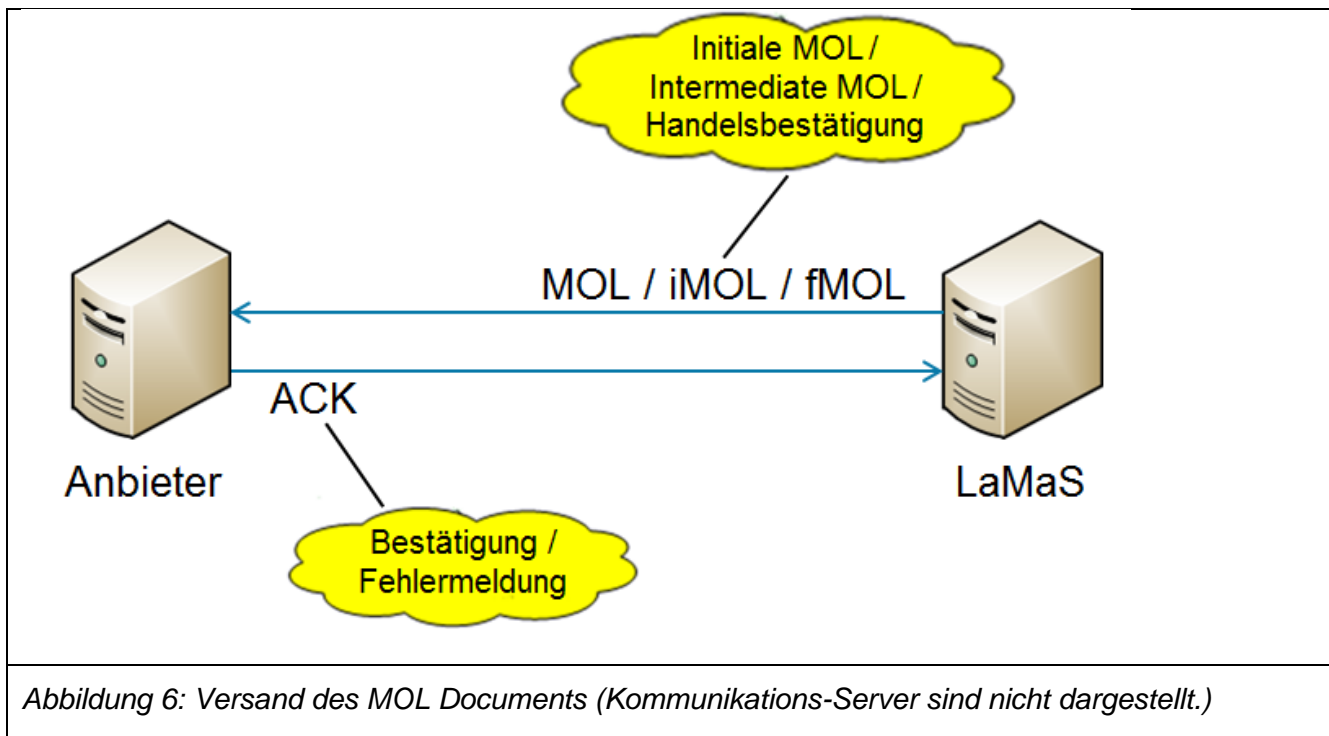 Initiale MOL /
Intermediate MOL /
Handelsbestätigung
MOL / iMOL / fMOL
ACK
Anbieter
LaMaS
Bestätigung /
Fehlermeldung
Abbildung 6: Versand des MOL Documents (Kommunikations-Server sind nicht dargestellt.)